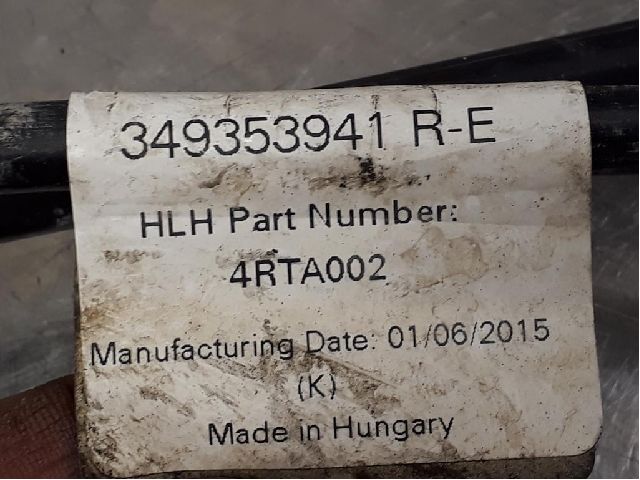 349353941 R-E
HLH Part Number:
4RTA002
Manufacturing Date: 01/06/2015
(K)
Made in Hungary